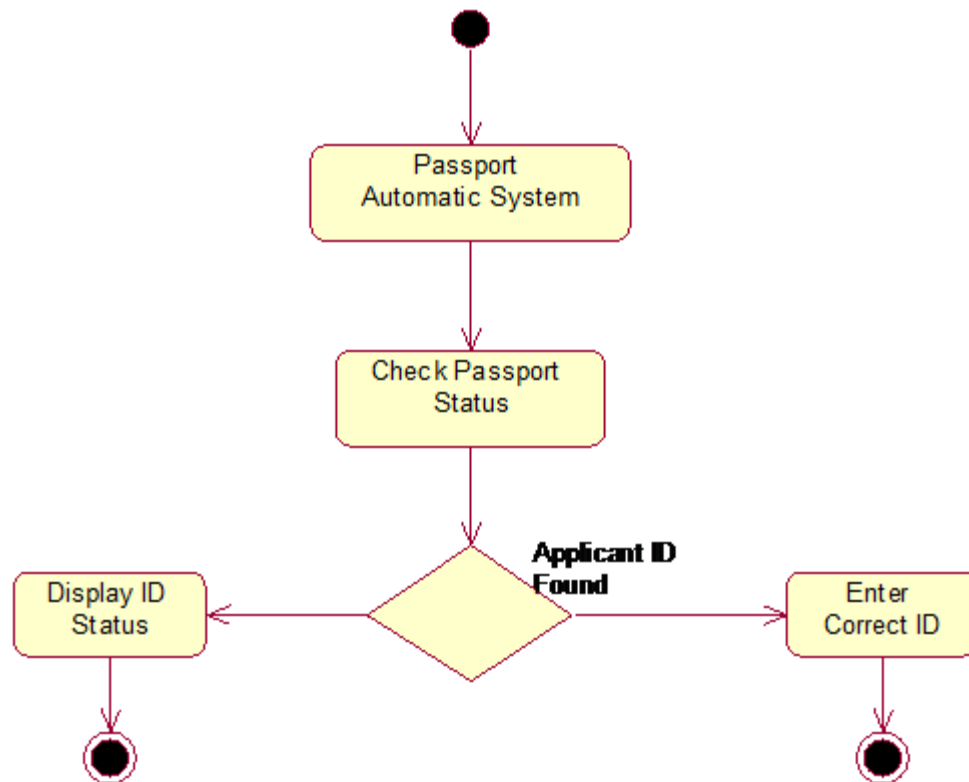 Passport
Automatic System
Check Passport
Status
Applicant ID
Found
Display ID
Status
Enter
Correct ID